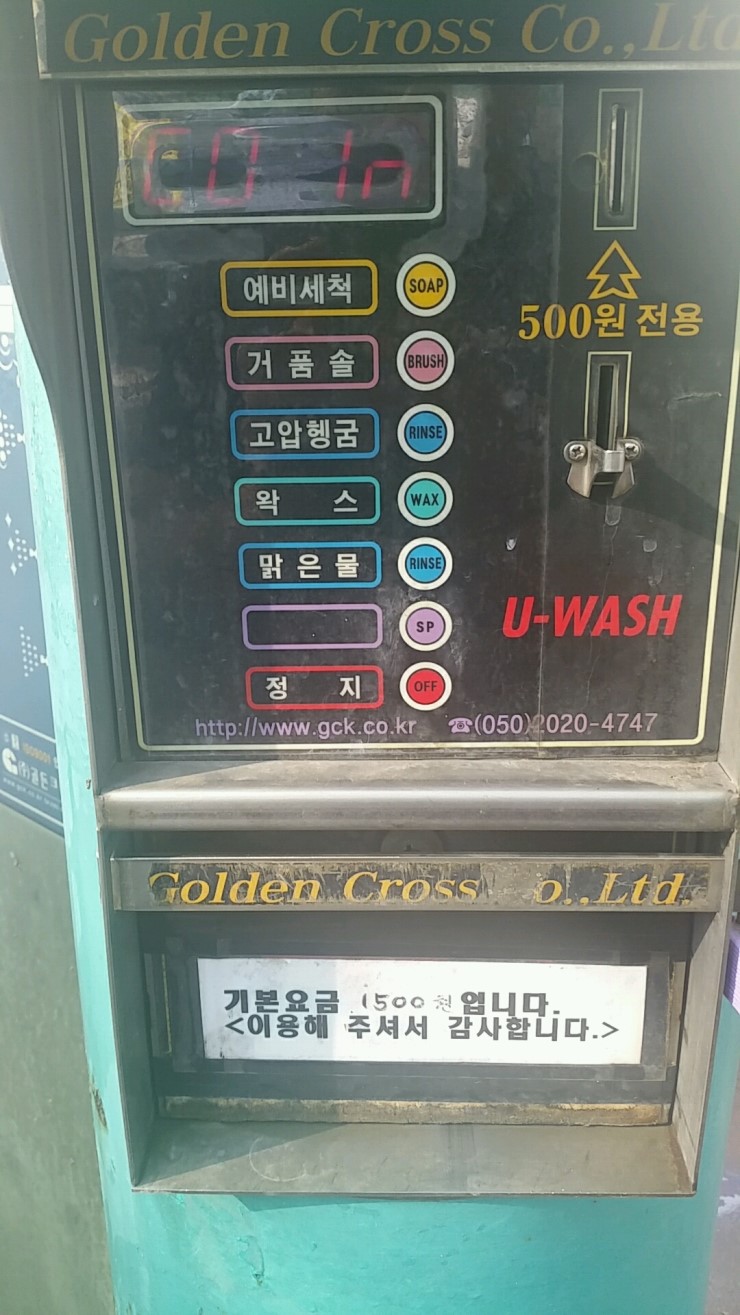 Golden Cross Co.,Ltd
CO In
예비세척 SOAP
500원 전용
거 품 솔 BRUSH
고압헹굼 RINSE
왁 스 WAX
맑 은 물 RINSE
SP
U-WASH
정 지 OFF
http://www.gck.co.kr ☎(050)2020-4747
Golden Cross o.,Ltd.
기본요금 1500원 업니다.
<이용해 주셔서 감사합니다.>